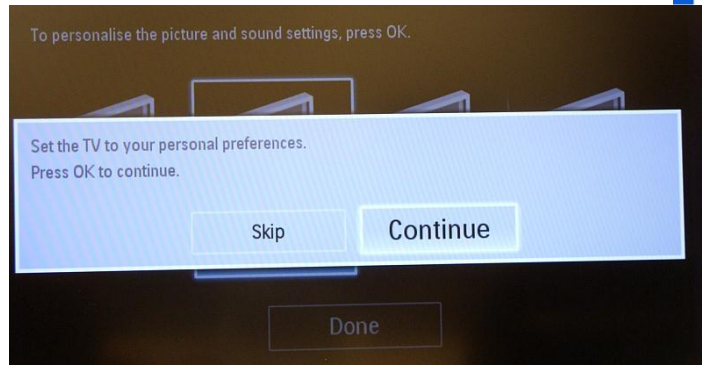 To personalise the picture and sound settings, press OK.
Set the TV to your personal preferences.
Press OK to continue.
Skip
Continue
Done